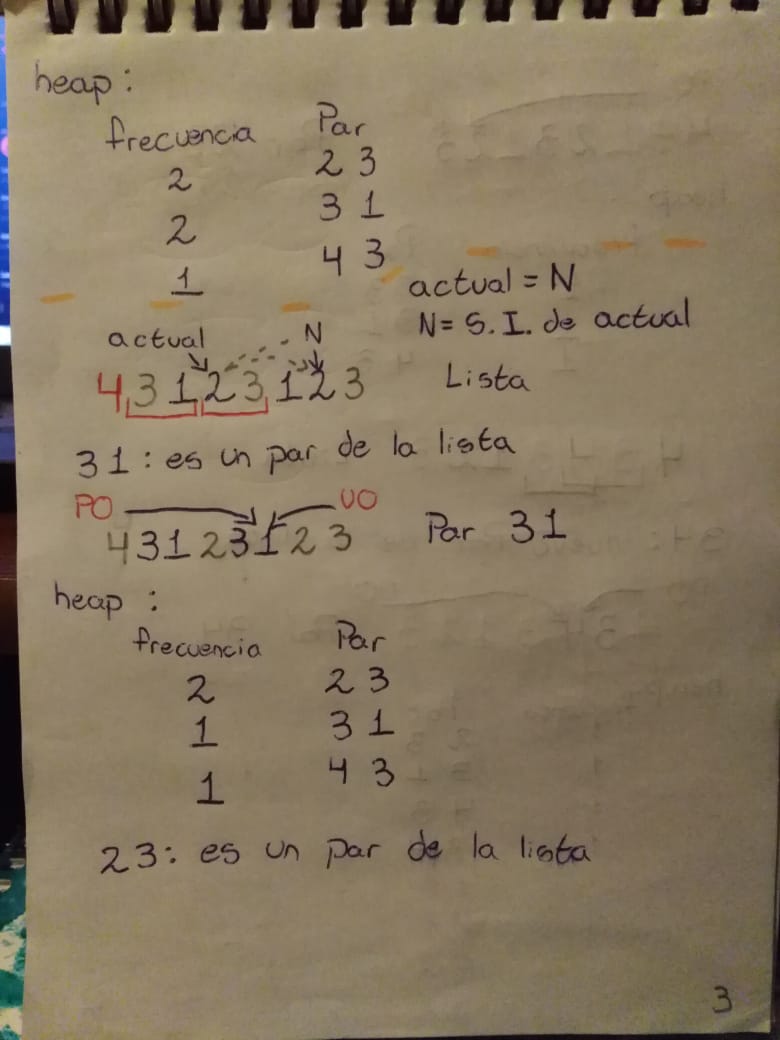 heap:
frecuencia Par
2 2 3
2 3 1
1 4 3
actual = N
N = S.I. de actual
actual N
4 3 1 2 3 1 2 3 Lista
3 1 : es un par de la lista
PO UO
4 3 1 2 3 1 2 3 Par 3 1
heap :
frecuencia Par
2 2 3
1 3 1
1 4 3
2 3 : es un par de la lista
3